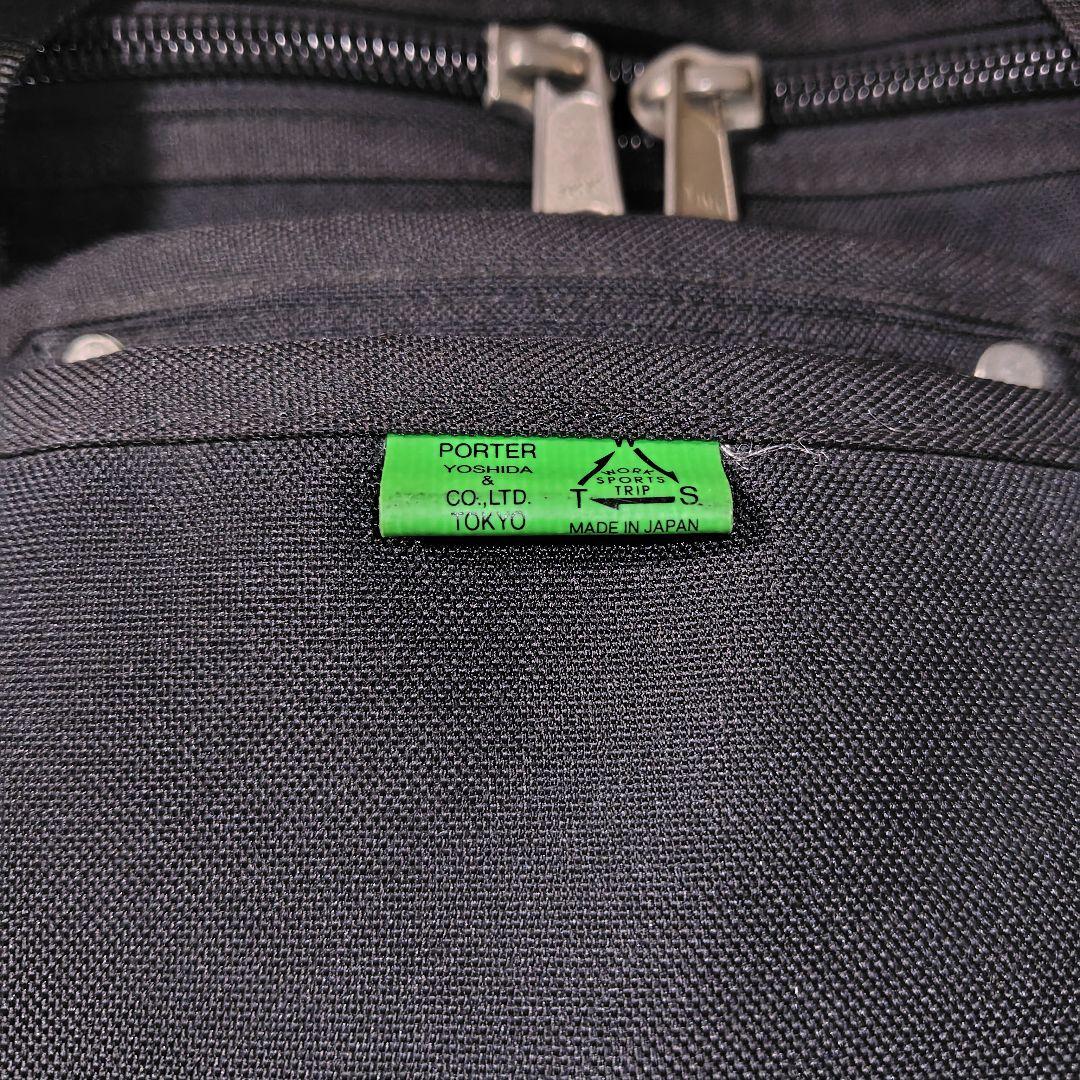 PORTER
YOSHIDA
&
CO.,LTD.
TOKYO
W
WORK
SPORTS
TRIP
T S
MADE IN JAPAN